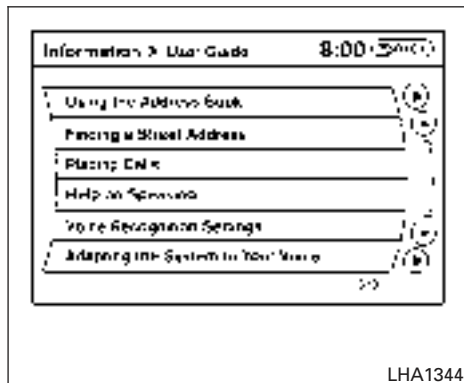 Information > User Guide 8:00
Using the Address Book
Finding a Street Address
Placing Calls
Help on Speaking
Voice Recognition Settings
Adapting the System to Your Voice
LHA1344